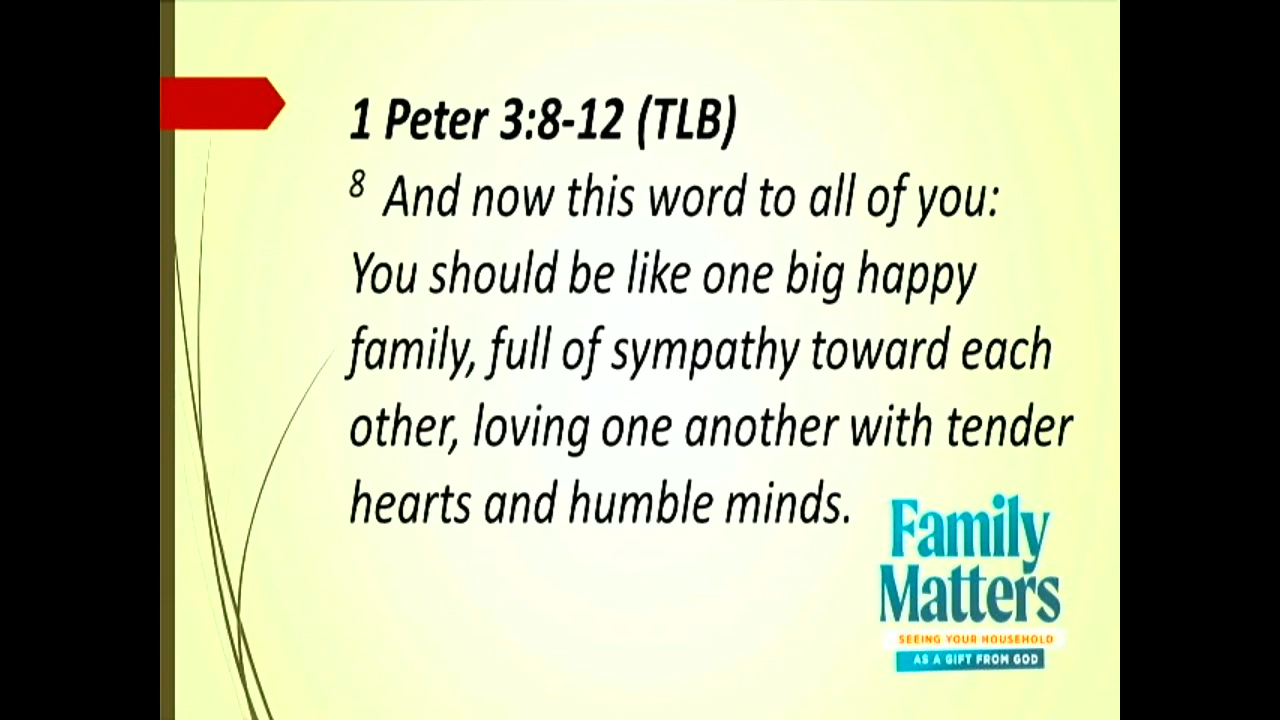 1 Peter 3:8-12 (TLB)
8 And now this word to all of you:
You should be like one big happy
family, full of sympathy toward each
other, loving one another with tender
hearts and humble minds.
Family
Matters
SEEING YOUR HOUSEHOLD
AS A GIFT FROM GOD